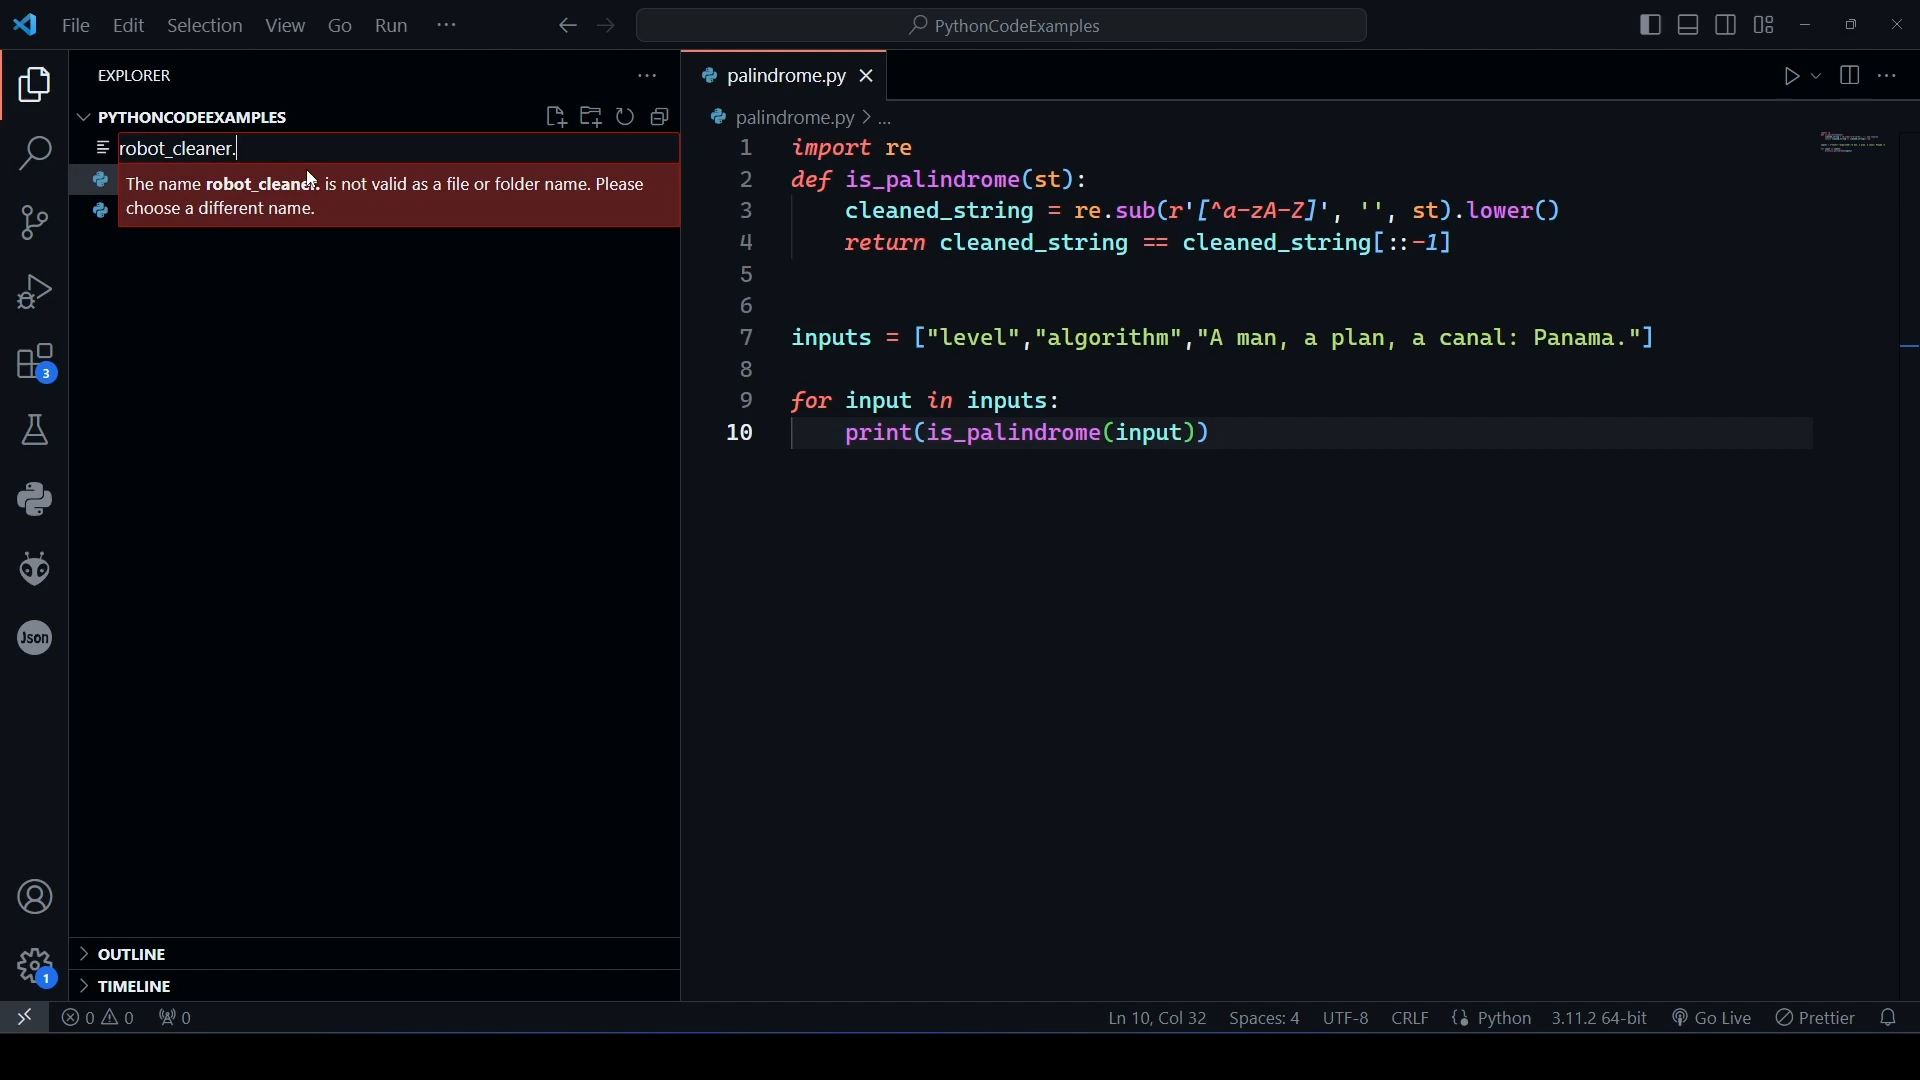 File Edit Selection View Go Run ···
PythonCodeExamples
EXPLORER
PYTHONCODEEXAMPLES
robot_cleaner.
The name robot_cleaner. is not valid as a file or folder name. Please
choose a different name.
OUTLINE
TIMELINE
3
Json
1
palindrome.py
palindrome.py > ...
1 import re
2 def is_palindrome(st):
3 cleaned_string = re.sub(r'[^a-zA-Z]', '', st).lower()
4 return cleaned_string == cleaned_string[::-1]
5
6
7 inputs = ["level","algorithm","A man, a plan, a canal: Panama."]
8
9 for input in inputs:
10 print(is_palindrome(input))
0 0 0
Ln 10, Col 32 Spaces: 4 UTF-8 CRLF Python 3.11.2 64-bit Go Live Prettier